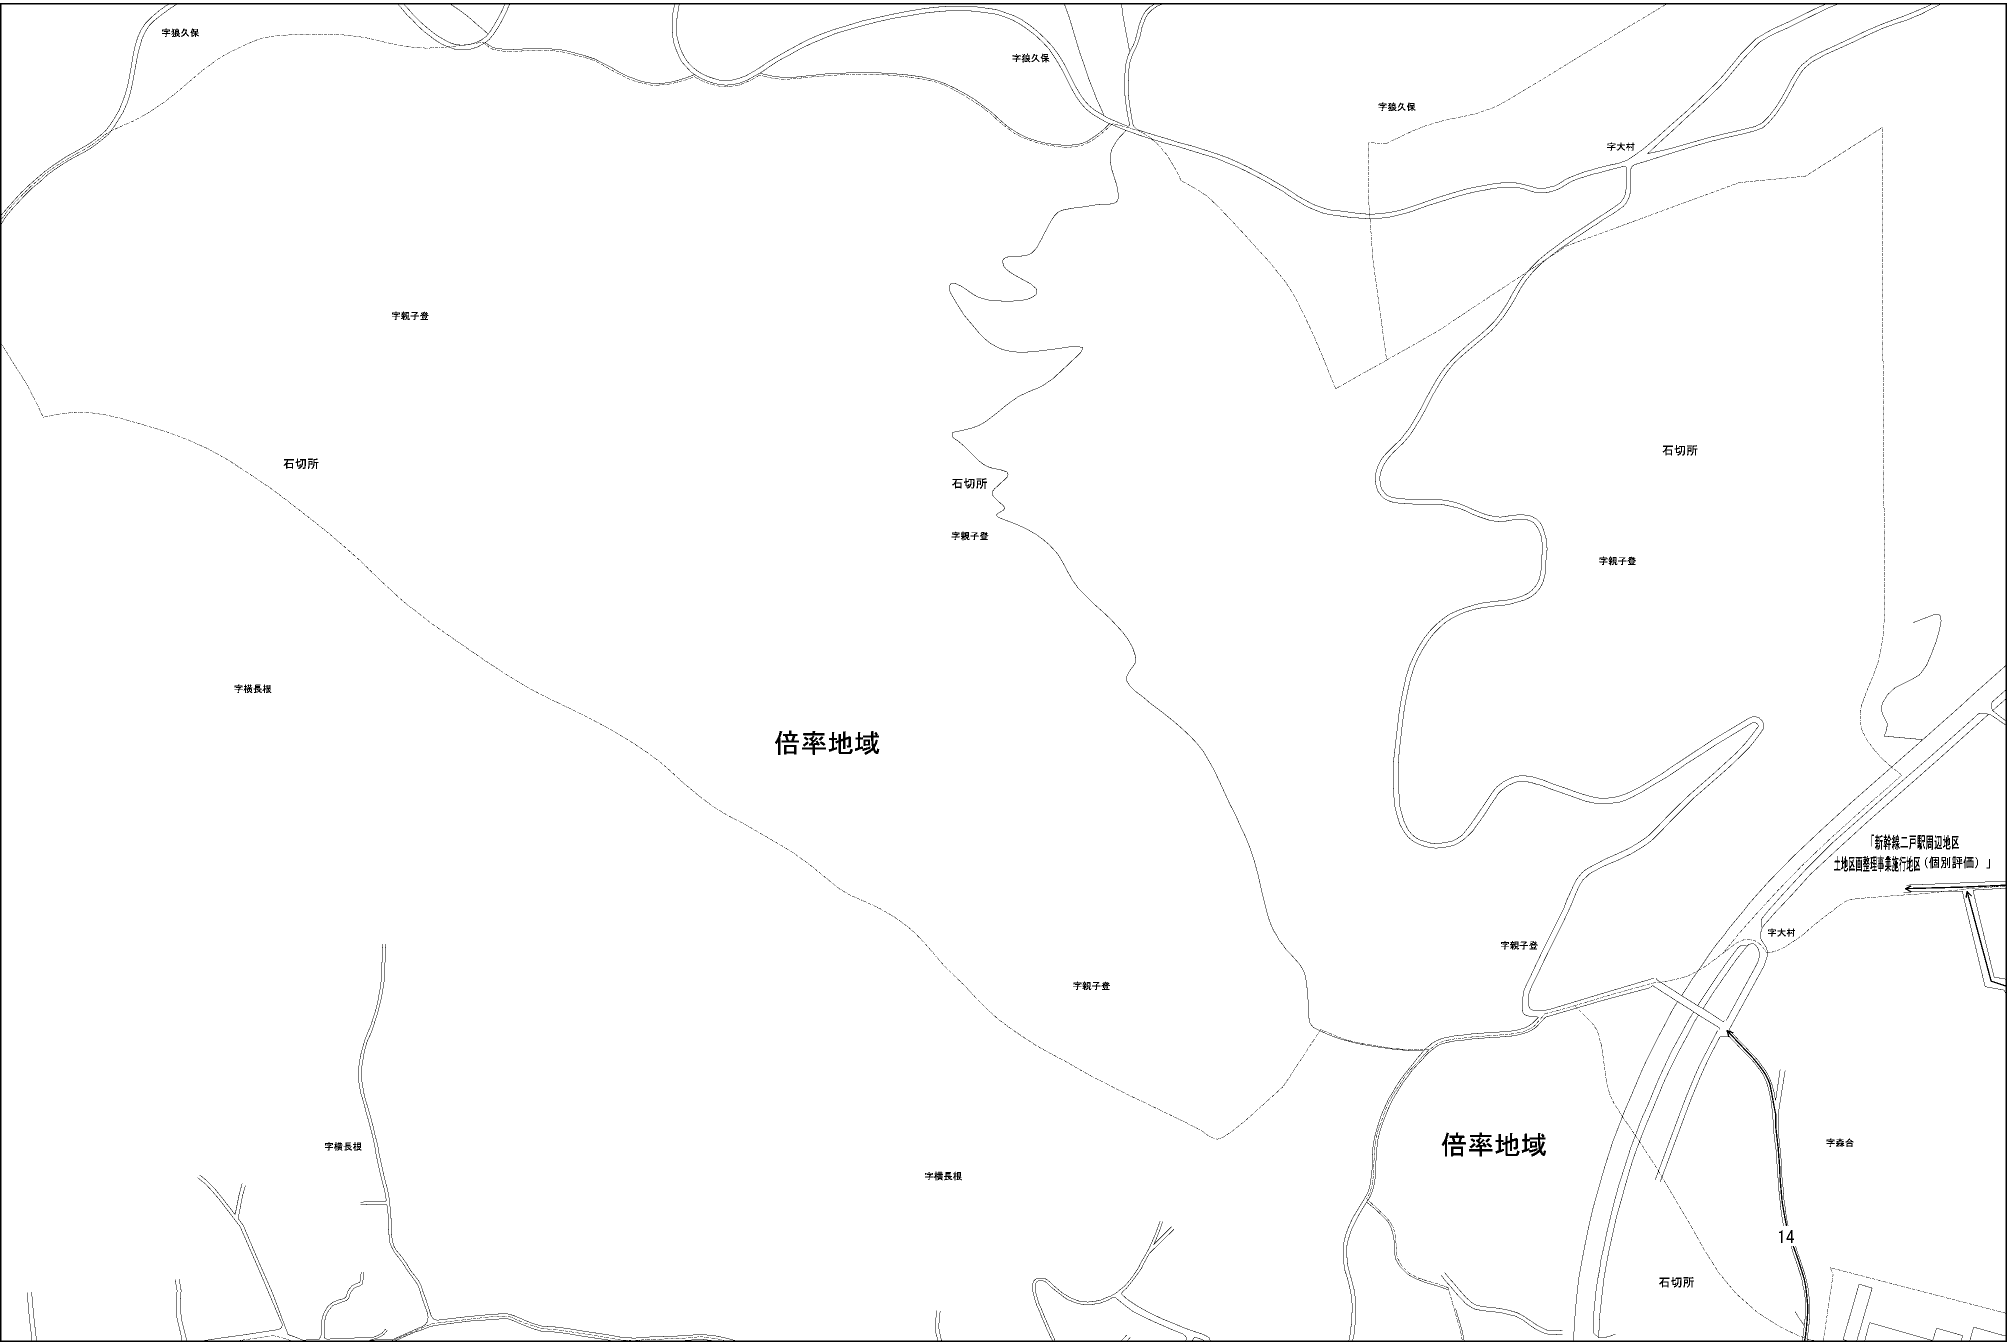 字狼久保
字狼久保
字狼久保
字大村
字親子登
石切所
石切所
石切所
字親子登
字親子登
字横長根
倍率地域
「新幹線二戸駅周辺地区
土地区画整理事業施行地区（個別評価）」
字大村
字親子登
字親子登
字横長根
倍率地域
字森合
字横長根
14
石切所